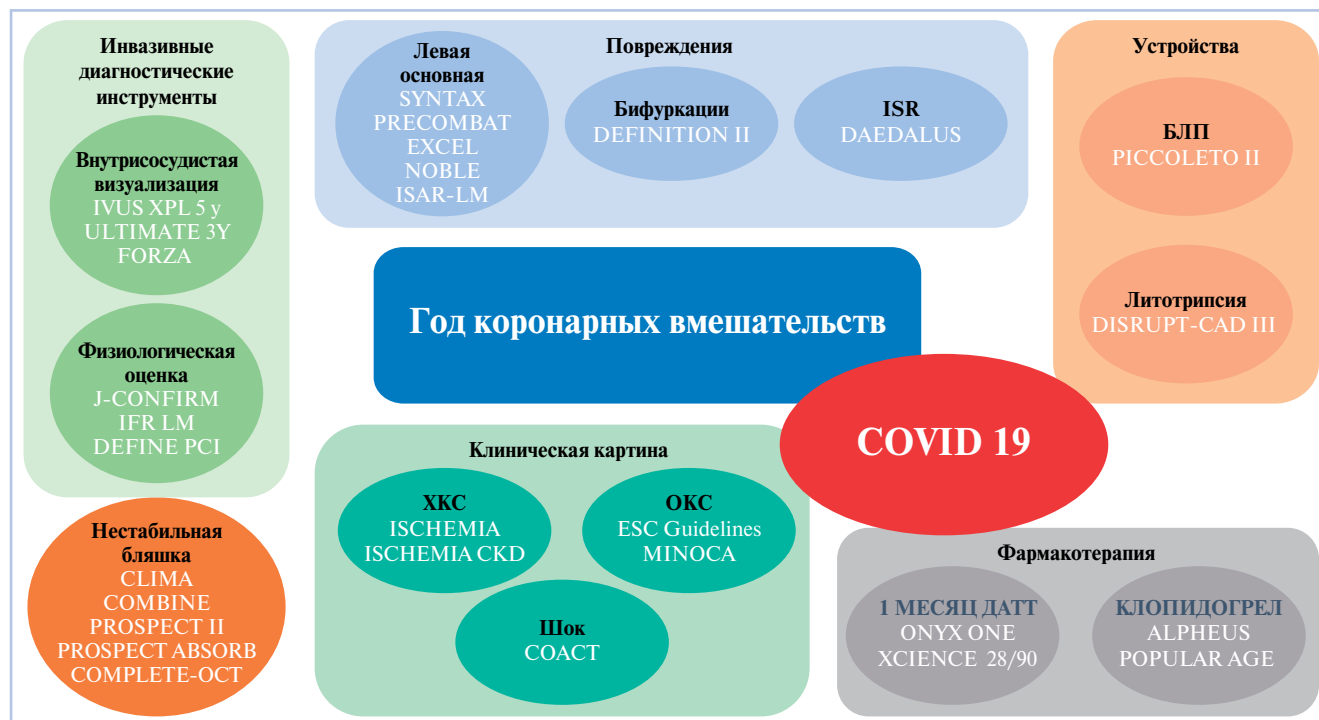 Инвазивные
диагностические
инструменты
Внутрисосудистая
визуализация
IVUS XPL 5 y
ULTIMATE 3Y
FORZA
Физиологическая
оценка
J-CONFIRM
IFR LM
DEFINE PCI
Нестабильная
бляшка
CLIMA
COMBINE
PROSPECT II
PROSPECT ABSORB
COMPLETE-OCT
Повреждения
Левая
основная
SYNTAX
PRECOMBAT
EXCEL
NOBLE
ISAR-LM
Бифуркации
DEFINITION II
ISR
DAEDALUS
Устройства
БЛП
PICCOLETO II
Литотрипсия
DISRUPT-CAD III
Год коронарных вмешательств
COVID 19
Клиническая картина
ХКС
ISCHEMIA
ISCHEMIA CKD
ОКС
ESC Guidelines
MINOCA
Шок
COACT
Фармакотерапия
1 МЕСЯЦ ДАТТ
ONYX ONE
XCIENCE 28/90
КЛОПИДОГРЕЛ
ALPHEUS
POPULAR AGE